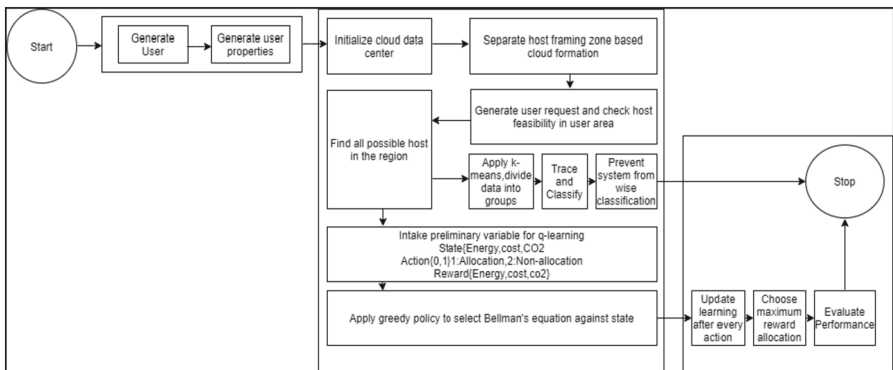 Start
Generate
User
Generate user
properties
Initialize cloud data
center
Separate host framing zone based
cloud formation
Generate user request and check host
feasibility in user area
Find all possible host
in the region
Apply k-
means,divide
data into
groups
Trace
and
Classify
Prevent
system from
wise
classification
Stop
Intake preliminary variable for q-learning
State{Energy,cost,CO2
Action{0,1}1:Allocation,2:Non-allocation
Reward{Energy,cost,co2}
Apply greedy policy to select Bellman's equation against state
Update
learning
after every
action
Choose
maximum
reward
allocation
Evaluate
Performance